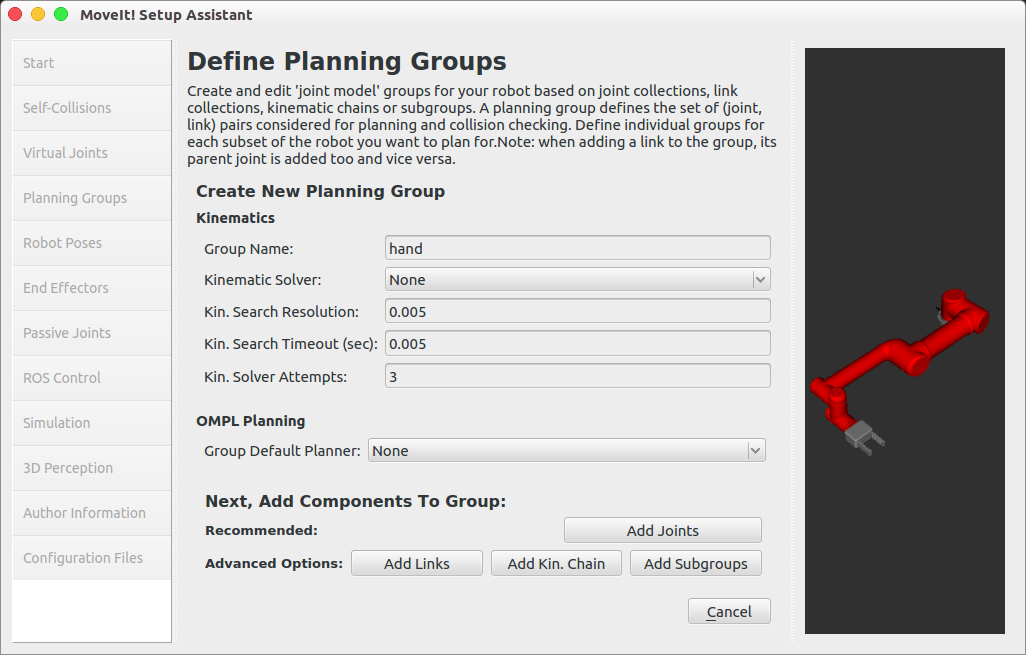 MoveIt! Setup Assistant
Start
Self-Collisions
Virtual Joints
Planning Groups
Robot Poses
End Effectors
Passive Joints
ROS Control
Simulation
3D Perception
Author Information
Configuration Files
Define Planning Groups
Create and edit 'joint model' groups for your robot based on joint collections, link
collections, kinematic chains or subgroups. A planning group defines the set of (joint,
link) pairs considered for planning and collision checking. Define individual groups for
each subset of the robot you want to plan for.Note: when adding a link to the group, its
parent joint is added too and vice versa.
Create New Planning Group
Kinematics
Group Name: hand
Kinematic Solver: None
Kin. Search Resolution: 0.005
Kin. Search Timeout (sec): 0.005
Kin. Solver Attempts: 3
OMPL Planning
Group Default Planner: None
Next, Add Components To Group:
Recommended: Add Joints
Advanced Options: Add Links Add Kin. Chain Add Subgroups
Cancel